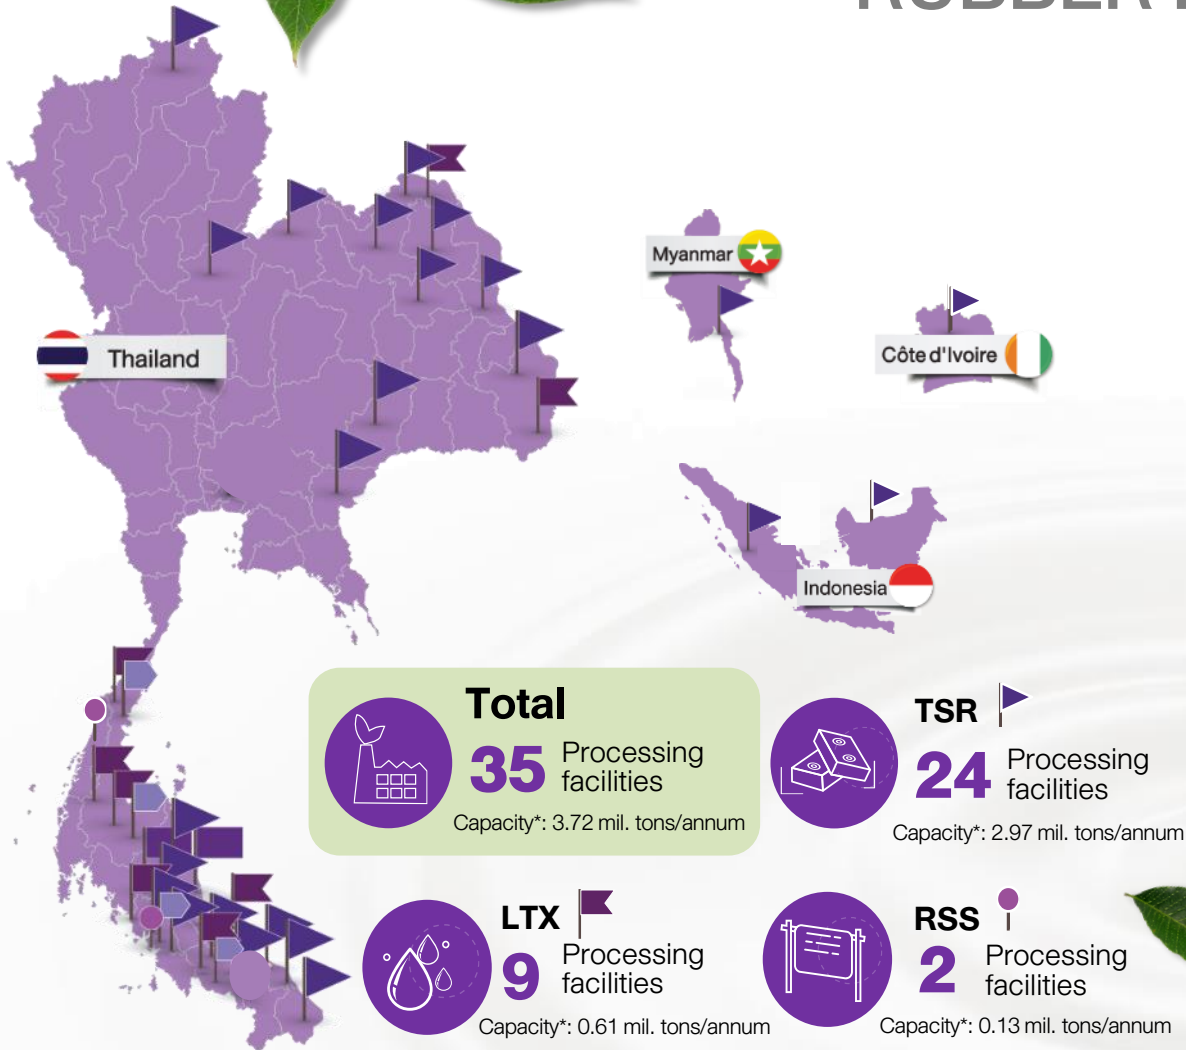 Myanmar
Côte d'Ivoire
Thailand
Indonesia
Total
35 Processing facilities
Capacity*: 3.72 mil. tons/annum
TSR
24 Processing facilities
Capacity*: 2.97 mil. tons/annum
LTX
9 Processing facilities
Capacity*: 0.61 mil. tons/annum
RSS
2 Processing facilities
Capacity*: 0.13 mil. tons/annum